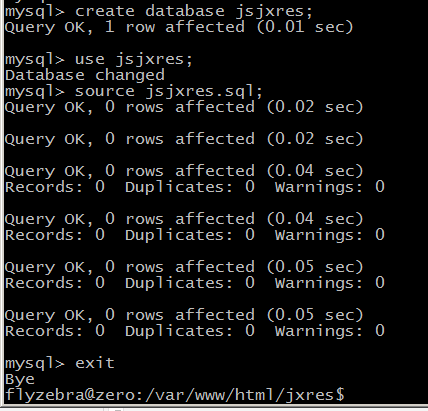 mysql> create database jsjxres;
Query OK, 1 row affected (0.01 sec)
mysql> use jsjxres;
Database changed
mysql> source jsjxres.sql;
Query OK, 0 rows affected (0.02 sec)
Query OK, 0 rows affected (0.02 sec)
Query OK, 0 rows affected (0.04 sec)
Records: 0  Duplicates: 0  Warnings: 0
Query OK, 0 rows affected (0.04 sec)
Records: 0  Duplicates: 0  Warnings: 0
Query OK, 0 rows affected (0.05 sec)
Records: 0  Duplicates: 0  Warnings: 0
Query OK, 0 rows affected (0.05 sec)
Records: 0  Duplicates: 0  Warnings: 0
mysql> exit
Bye
flyzebra@zero:/var/www/html/jxres$